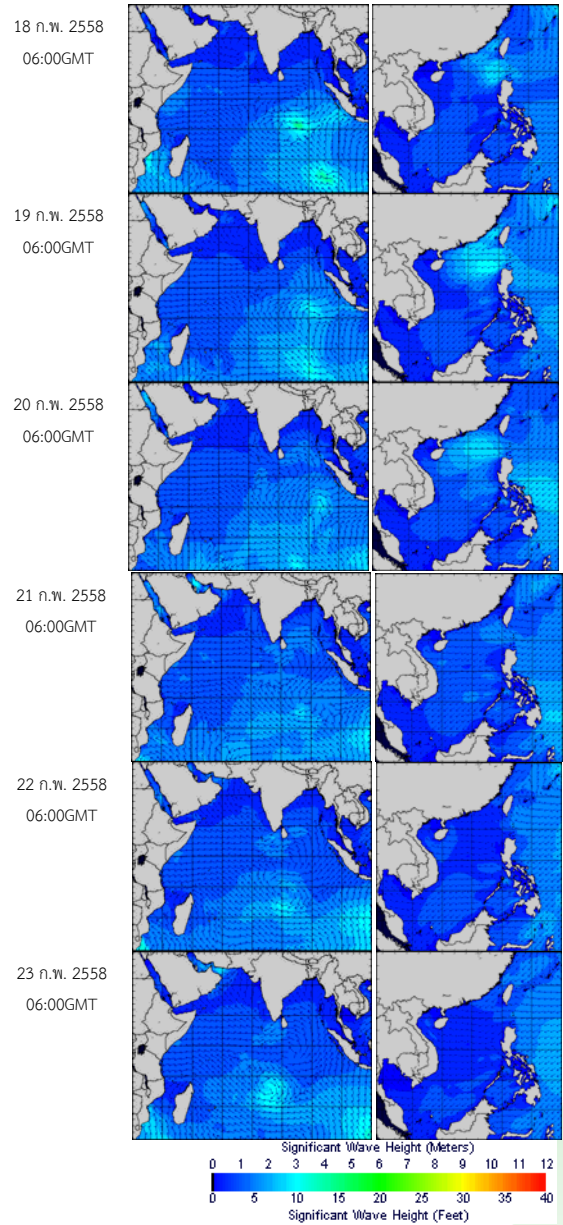 18 ก.พ. 2558
06:00GMT
19 ก.พ. 2558
06:00GMT
20 ก.พ. 2558
06:00GMT
21 ก.พ. 2558
06:00GMT
22 ก.พ. 2558
06:00GMT
23 ก.พ. 2558
06:00GMT
Significant Wave Height (Meters)
0 1 2 3 4 5 6 7 8 9 10 11 12
0 5 10 15 20 25 30 35 40
Significant Wave Height (Feet)